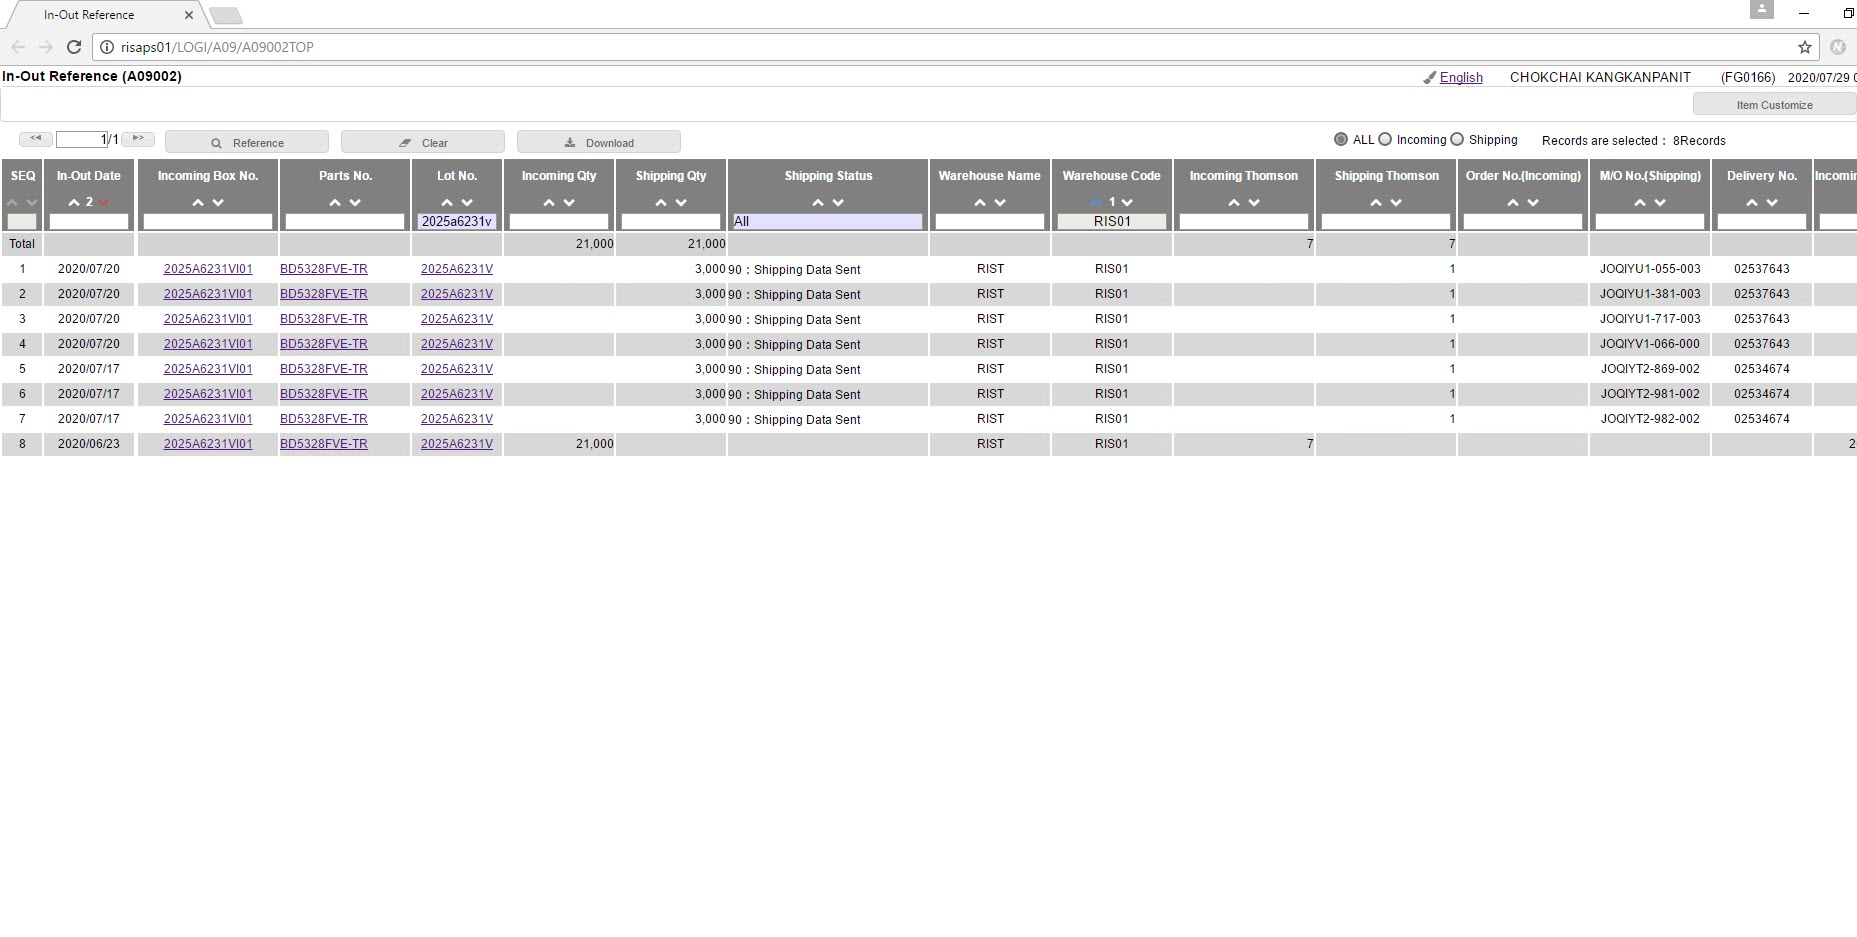 In-Out Reference
risaps01/LOGI/A09/A09002TOP
In-Out Reference (A09002) English CHOKCHAI KANGKANPANIT (FG0166) 2020/07/29
Item Customize
1/1 Reference Clear Download ALL Incoming Shipping Records are selected : 8Records
SEQ In-Out Date Incoming Box No. Parts No. Lot No. Incoming Qty Shipping Qty Shipping Status Warehouse Name Warehouse Code Incoming Thomson Shipping Thomson Order No.(Incoming) M/O No.(Shipping) Delivery No.
2 1
2025a6231v All RIS01
Total 21,000 21,000 7 7
1 2020/07/20 2025A6231VI01 BD5328FVE-TR 2025A6231V 3,000 90 : Shipping Data Sent RIST RIS01 1 JOQIYU1-055-003 02537643
2 2020/07/20 2025A6231VI01 BD5328FVE-TR 2025A6231V 3,000 90 : Shipping Data Sent RIST RIS01 1 JOQIYU1-381-003 02537643
3 2020/07/20 2025A6231VI01 BD5328FVE-TR 2025A6231V 3,000 90 : Shipping Data Sent RIST RIS01 1 JOQIYU1-717-003 02537643
4 2020/07/20 2025A6231VI01 BD5328FVE-TR 2025A6231V 3,000 90 : Shipping Data Sent RIST RIS01 1 JOQIYV1-066-000 02537643
5 2020/07/17 2025A6231VI01 BD5328FVE-TR 2025A6231V 3,000 90 : Shipping Data Sent RIST RIS01 1 JOQIYT2-869-002 02534674
6 2020/07/17 2025A6231VI01 BD5328FVE-TR 2025A6231V 3,000 90 : Shipping Data Sent RIST RIS01 1 JOQIYT2-981-002 02534674
7 2020/07/17 2025A6231VI01 BD5328FVE-TR 2025A6231V 3,000 90 : Shipping Data Sent RIST RIS01 1 JOQIYT2-982-002 02534674
8 2020/06/23 2025A6231VI01 BD5328FVE-TR 2025A6231V 21,000 RIST RIS01 7